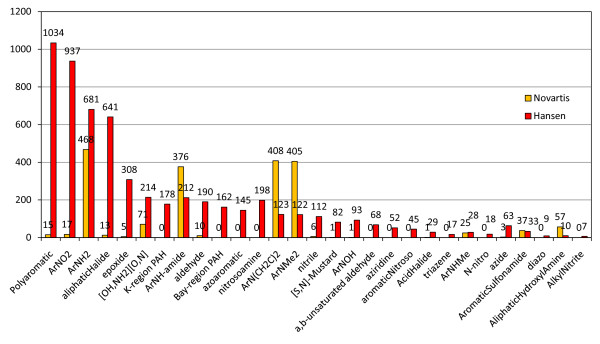 1200
1034
1000
937
Novartis
Hansen
800
681
641
600
468
408
405
400
376
308
214
212
190
178
162
145
198
200
123
122
112
82
93
68
52
45
29
17
28
18
63
37
33
9
57
10
7
71
15
17
13
5
0
10
0
0
0
6
1
1
0
0
0
1
0
25
0
3
0
0
0
Polyaromatic
ArNO2
ArNH2
aliphaticHalide
epoxide
[OH,NH2][O,N]
K-region PAH
ArNH-amide
aldehyde
Bay-region PAH
azoaromatic
nitrosoamine
ArN(CH2C)2
ArNMe2
nitrile
[S,N]-Mustard
ArNOH
a,b-unsaturated aldehyde
aziridine
aromaticNitroso
AcidHalide
triazene
ArNHMe
N-nitro
azide
AromaticSulfonamide
diazo
AliphaticHydroxylAmine
AlkylNitrite